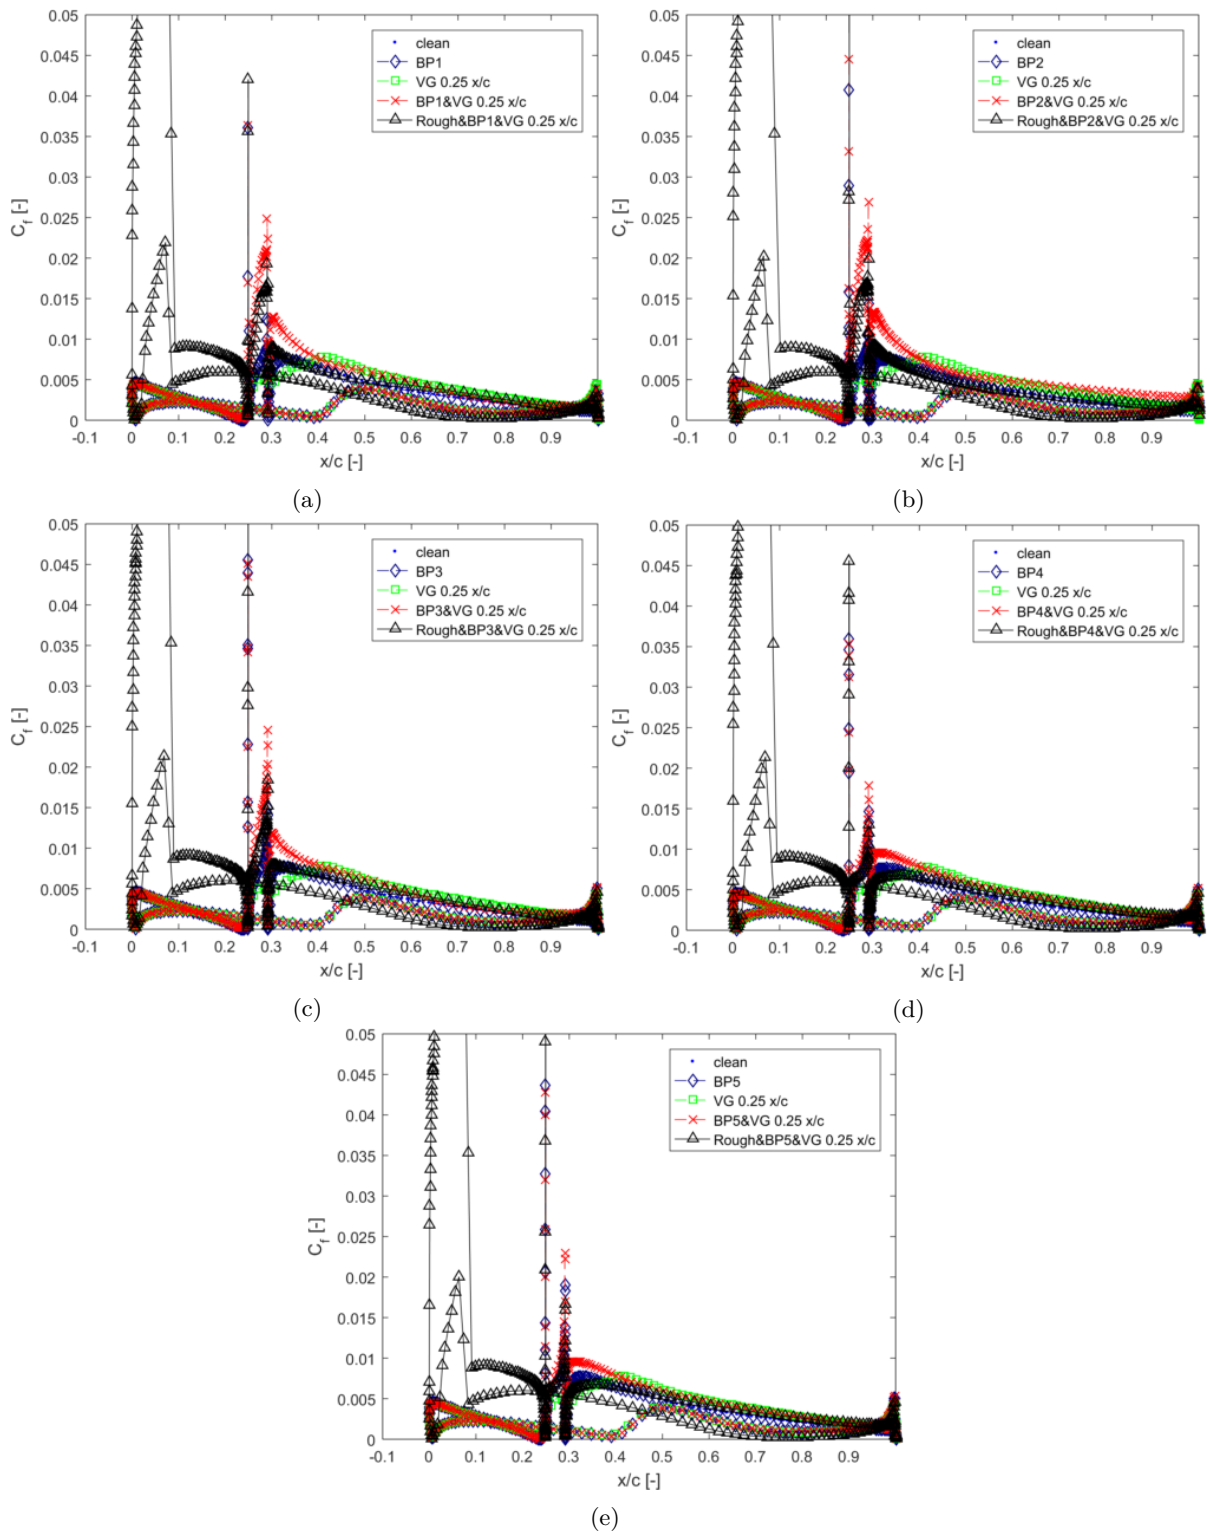 0.05
0.045
0.04
0.035
0.03
0.025
0.02
0.015
0.01
0.005
0
C_f [-]
-0.1 0 0.1 0.2 0.3 0.4 0.5 0.6 0.7 0.8 0.9
x/c [-]
clean
BP1
VG 0.25 x/c
BP1&VG 0.25 x/c
Rough&BP1&VG 0.25 x/c
(a)
0.05
0.045
0.04
0.035
0.03
0.025
0.02
0.015
0.01
0.005
0
C_f [-]
-0.1 0 0.1 0.2 0.3 0.4 0.5 0.6 0.7 0.8 0.9
x/c [-]
clean
BP2
VG 0.25 x/c
BP2&VG 0.25 x/c
Rough&BP2&VG 0.25 x/c
(b)
0.05
0.045
0.04
0.035
0.03
0.025
0.02
0.015
0.01
0.005
0
C_f [-]
-0.1 0 0.1 0.2 0.3 0.4 0.5 0.6 0.7 0.8 0.9
x/c [-]
clean
BP3
VG 0.25 x/c
BP3&VG 0.25 x/c
Rough&BP3&VG 0.25 x/c
(c)
0.05
0.045
0.04
0.035
0.03
0.025
0.02
0.015
0.01
0.005
0
C_f [-]
-0.1 0 0.1 0.2 0.3 0.4 0.5 0.6 0.7 0.8 0.9
x/c [-]
clean
BP4
VG 0.25 x/c
BP4&VG 0.25 x/c
Rough&BP4&VG 0.25 x/c
(d)
0.05
0.045
0.04
0.035
0.03
0.025
0.02
0.015
0.01
0.005
0
C_f [-]
-0.1 0 0.1 0.2 0.3 0.4 0.5 0.6 0.7 0.8 0.9
x/c [-]
clean
BP5
VG 0.25 x/c
BP5&VG 0.25 x/c
Rough&BP5&VG 0.25 x/c
(e)